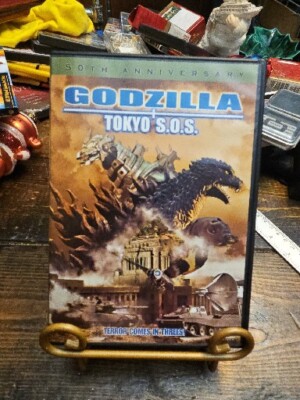 50TH ANNIVERSARY
GODZILLA
TOKYO S.O.S.
TERROR COMES IN THREES!